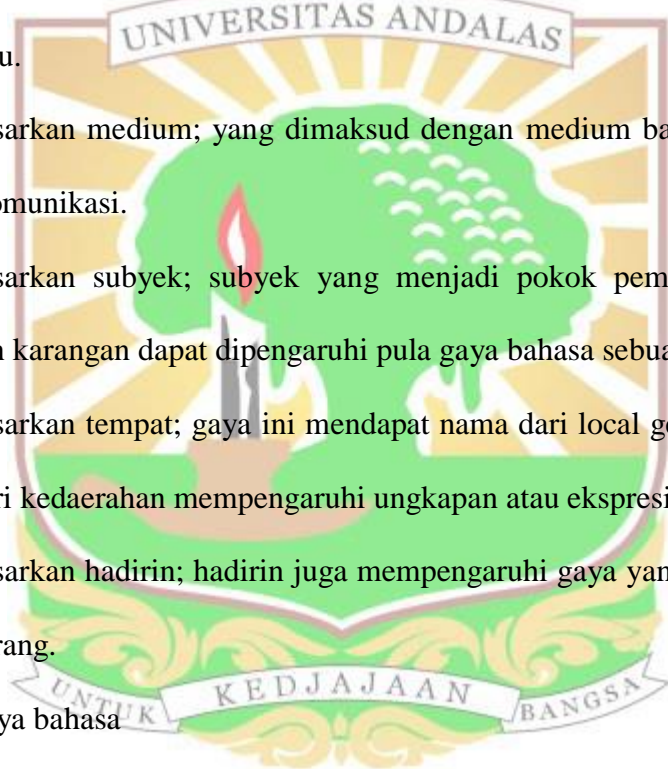 UNIVERSITAS ANDALAS
u.
sarkan medium; yang dimaksud dengan medium ba
omunikasi.
sarkan subyek; subyek yang menjadi pokok pem
n karangan dapat dipengaruhi pula gaya bahasa sebua
sarkan tempat; gaya ini mendapat nama dari local ge
ri kedaerahan mempengaruhi ungkapan atau ekspresi
sarkan hadirin; hadirin juga mempengaruhi gaya yan
rang.
UNTUK KEDJAJAAN BANGSA
ya bahasa